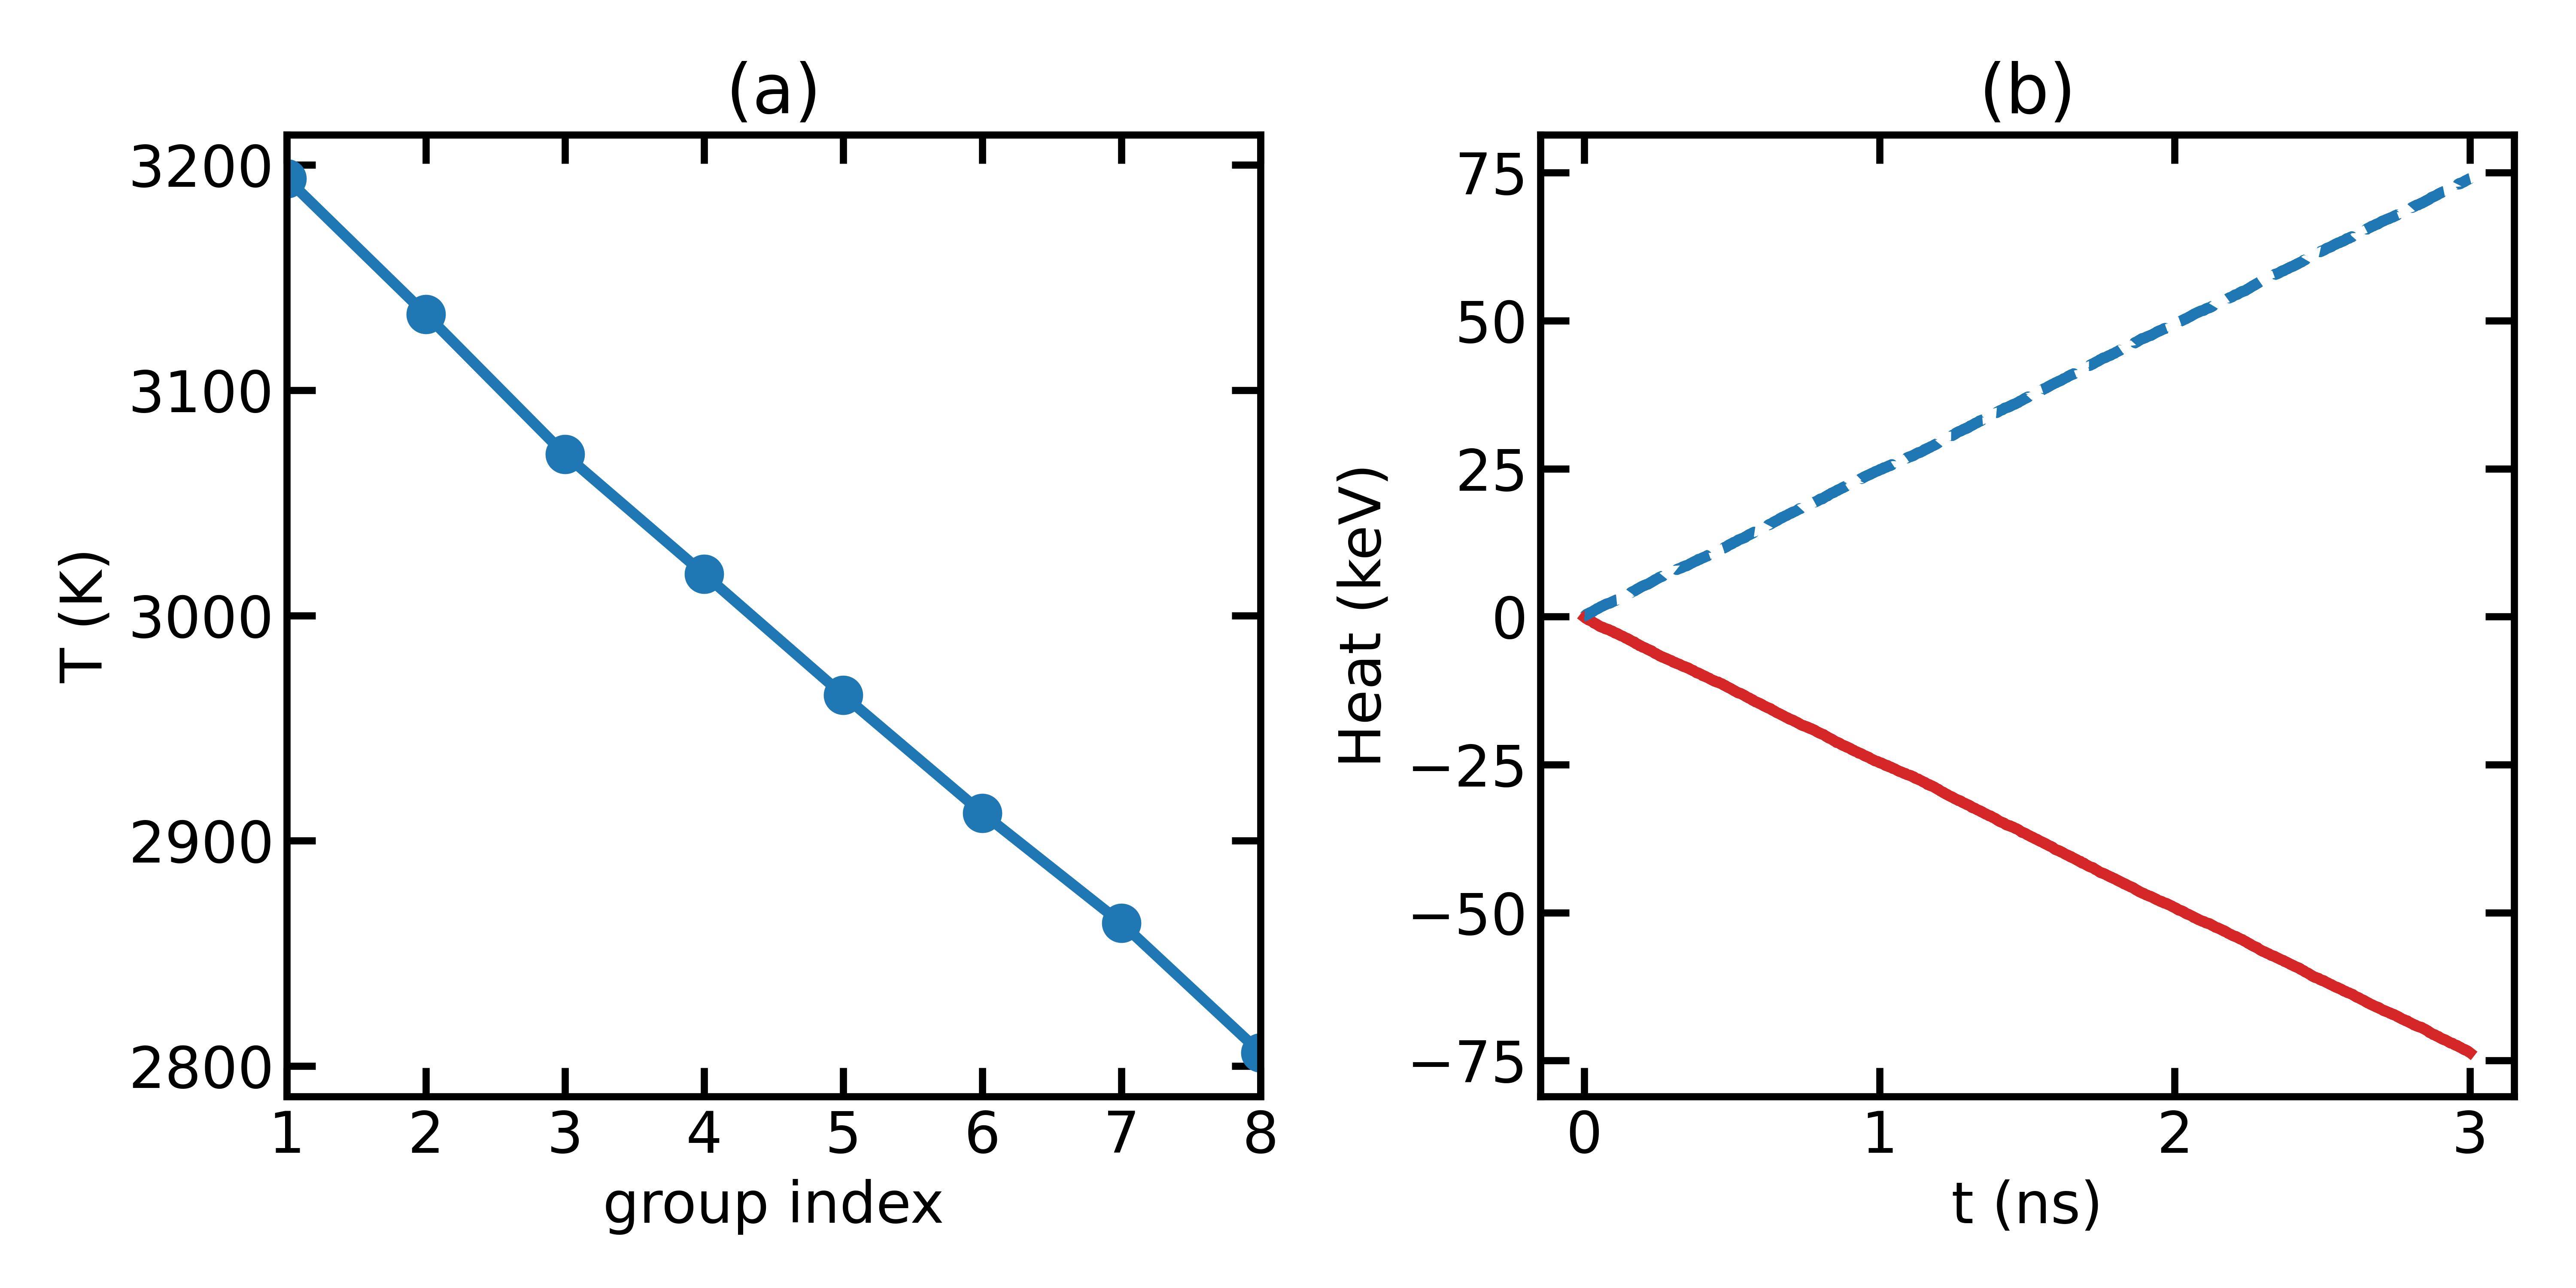 (a)
3200
3100
3000
2900
2800
T (K)
1 2 3 4 5 6 7 8
group index
(b)
75
50
25
0
−25
−50
−75
Heat (keV)
0 1 2 3
t (ns)